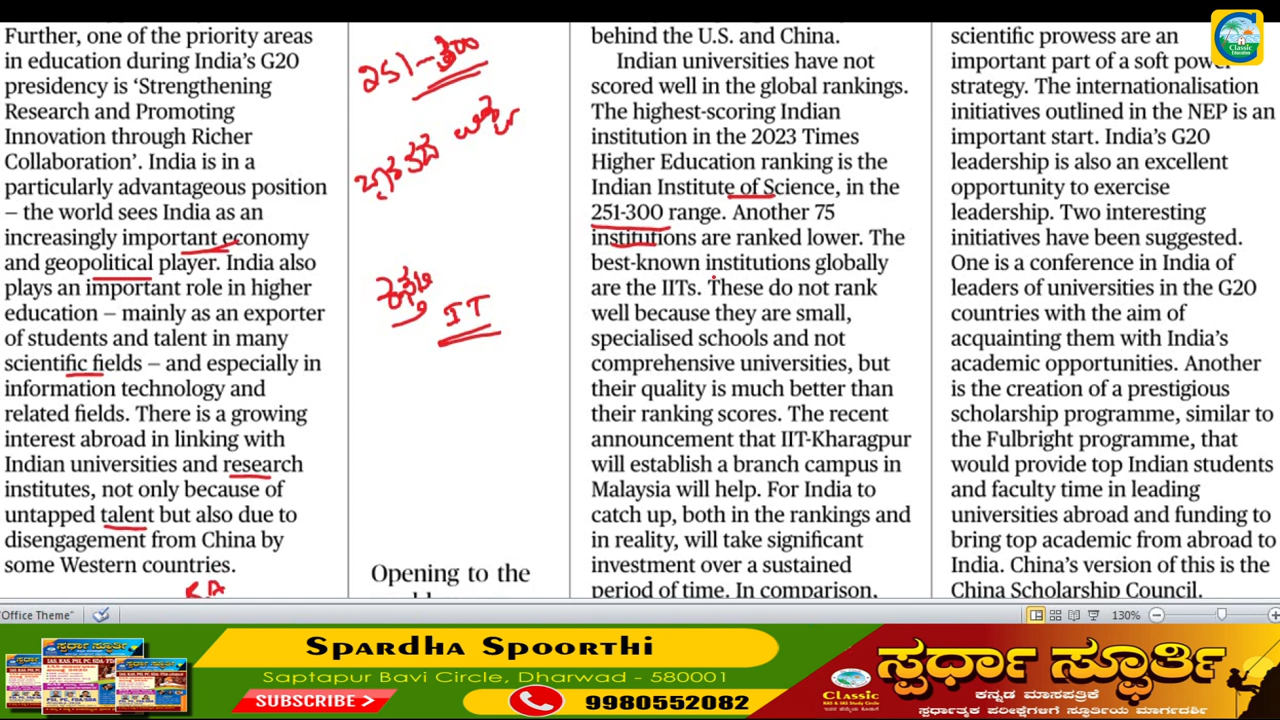 Further, one of the priority areas
in education during India's G20
presidency is 'Strengthening
Research and Promoting
Innovation through Richer
Collaboration'. India is in a
particularly advantageous position
– the world sees India as an
increasingly important economy
and geopolitical player. India also
plays an important role in higher
education – mainly as an exporter
of students and talent in many
scientific fields – and especially in
information technology and
related fields. There is a growing
interest abroad in linking with
Indian universities and research
institutes, not only because of
untapped talent but also due to
disengagement from China by
some Western countries.
251-300
IT
Opening to the
behind the U.S. and China.
Indian universities have not
scored well in the global rankings.
The highest-scoring Indian
institution in the 2023 Times
Higher Education ranking is the
Indian Institute of Science, in the
251-300 range. Another 75
institutions are ranked lower. The
best-known institutions globally
are the IITs. These do not rank
well because they are small,
specialised schools and not
comprehensive universities, but
their quality is much better than
their ranking scores. The recent
announcement that IIT-Kharagpur
will establish a branch campus in
Malaysia will help. For India to
catch up, both in the rankings and
in reality, will take significant
investment over a sustained
period of time. In comparison,
scientific prowess are an
important part of a soft power
strategy. The internationalisation
initiatives outlined in the NEP is an
important start. India's G20
leadership is also an excellent
opportunity to exercise
leadership. Two interesting
initiatives have been suggested.
One is a conference in India of
leaders of universities in the G20
countries with the aim of
acquainting them with India's
academic opportunities. Another
is the creation of a prestigious
scholarship programme, similar to
the Fulbright programme, that
would provide top Indian students
and faculty time in leading
universities abroad and funding to
bring top academic from abroad to
India. China's version of this is the
China Scholarship Council.
Classic
Education
"Office Theme"
130%
Spardha Spoorthi
Saptapur Bavi Circle, Dharwad - 580001
SUBSCRIBE
9980552082
ಸ್ಪರ್ಧಾ ಸ್ಫೂರ್ತಿ
Classic
IAS & KAS Study Circle
ಸ್ಪರ್ಧಾ ಸ್ಫೂರ್ತಿ
ಕನ್ನಡ ಮಾಸಪತ್ರಿಕೆ
ಸ್ಪರ್ಧಾತ್ಮಕ ಪರೀಕ್ಷೆಗಳಿಗೆ ಸ್ಫೂರ್ತಿಯ ಮಾರ್ಗದರ್ಶಿ